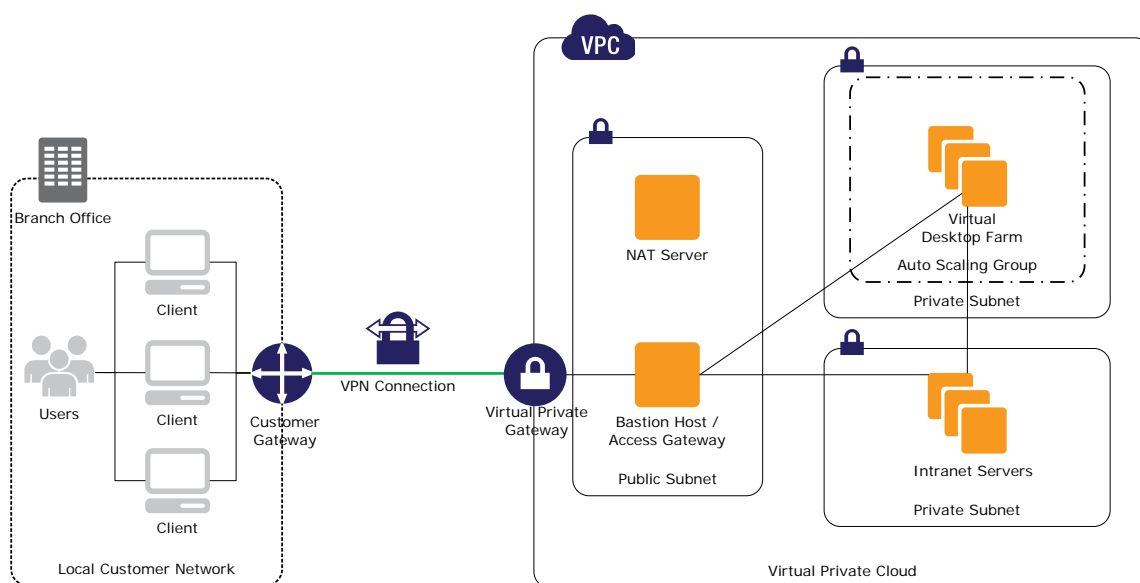 VPC
Branch Office
Client
Client
Client
Users
Customer
Gateway
Local Customer Network
VPN Connection
Virtual Private
Gateway
NAT Server
Bastion Host /
Access Gateway
Public Subnet
Virtual
Desktop Farm
Auto Scaling Group
Private Subnet
Intranet Servers
Private Subnet
Virtual Private Cloud